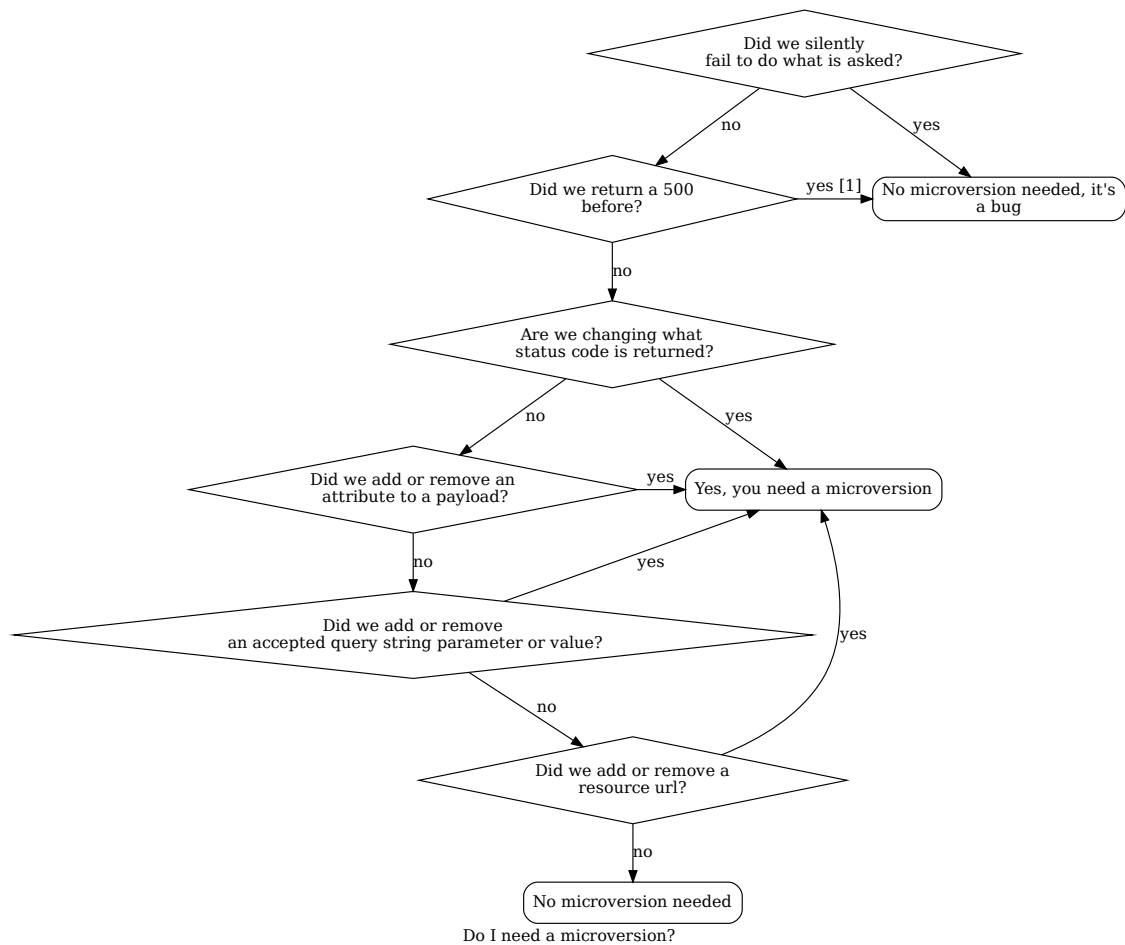 Did we silently
fail to do what is asked?
no
yes
Did we return a 500
before?
yes [1]
No microversion needed, it's
a bug
no
Are we changing what
status code is returned?
no
yes
Did we add or remove an
attribute to a payload?
yes
Yes, you need a microversion
no
yes
Did we add or remove
an accepted query string parameter or value?
yes
no
Did we add or remove a
resource url?
no
No microversion needed
Do I need a microversion?